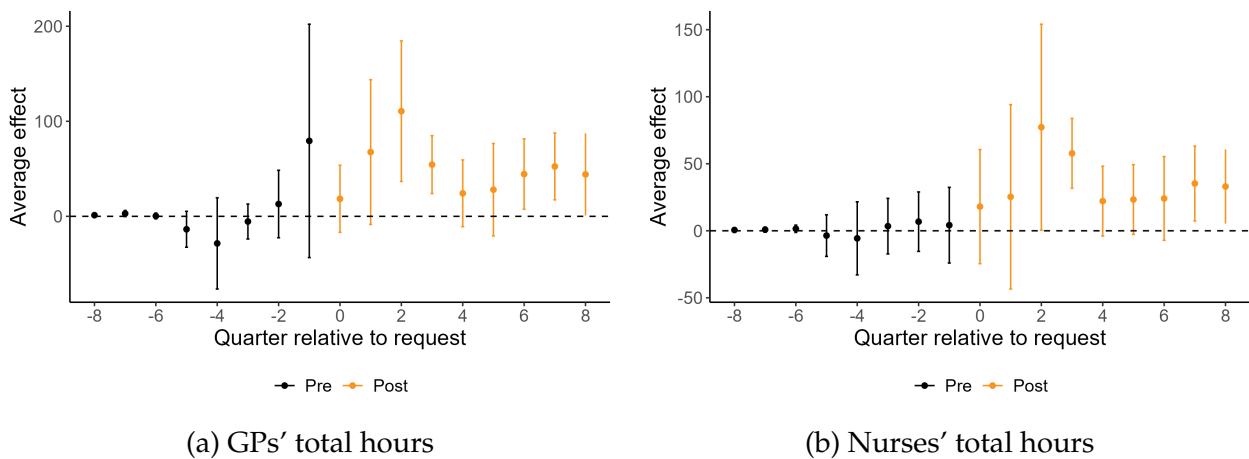 Average effect
200
100
0
-8 -6 -4 -2 0 2 4 6 8
Quarter relative to request
Pre Post
(a) GPs’ total hours
Average effect
150
100
50
0
-50
-8 -6 -4 -2 0 2 4 6 8
Quarter relative to request
Pre Post
(b) Nurses’ total hours